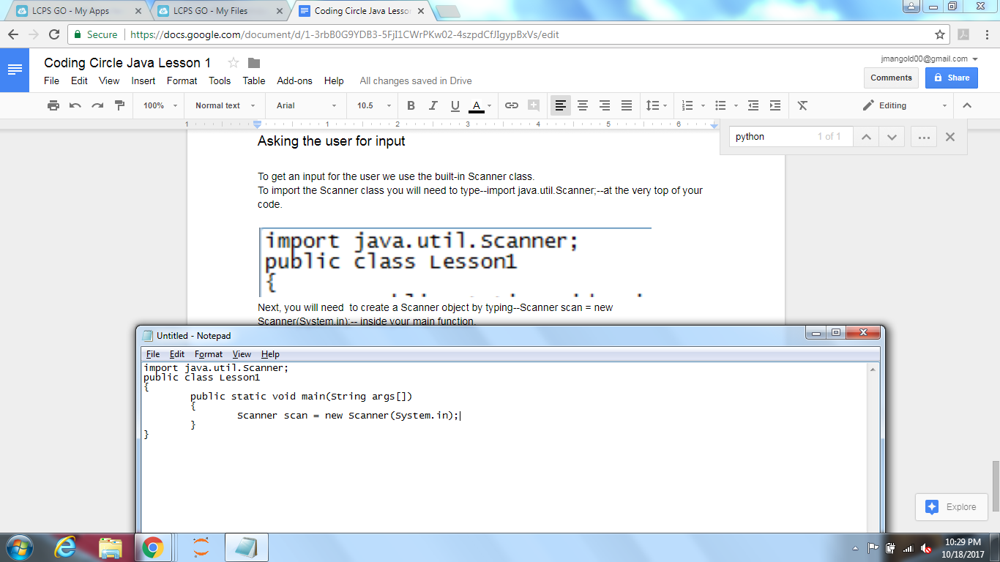 LCPS GO - My Apps
LCPS GO - My Files
Coding Circle Java Lesso
Secure
https://docs.google.com/document/d/1-3rbB0G9YDB3-5FjI1CWrPKw02-4szpdCfJIgypBxVs/edit
Coding Circle Java Lesson 1
jmangold00@gmail.com
File Edit View Insert Format Tools Table Add-ons Help All changes saved in Drive
Comments
Share
100% Normal text Arial 10.5 B I U A Editing
1 1 2 3 4 5 6
python 1 of 1
Asking the user for input
To get an input for the user we use the built-in Scanner class.
To import the Scanner class you will need to type--import java.util.Scanner;--at the very top of your
code.
import java.util.Scanner;
public class Lesson1
{
Next, you will need  to create a Scanner object by typing--Scanner scan = new
Scanner(System.in);-- inside your main function.
Untitled - Notepad
File Edit Format View Help
import java.util.Scanner;
public class Lesson1
{
        public static void main(String args[])
        {
                Scanner scan = new Scanner(System.in);
        }
}
Explore
10:29 PM
10/18/2017